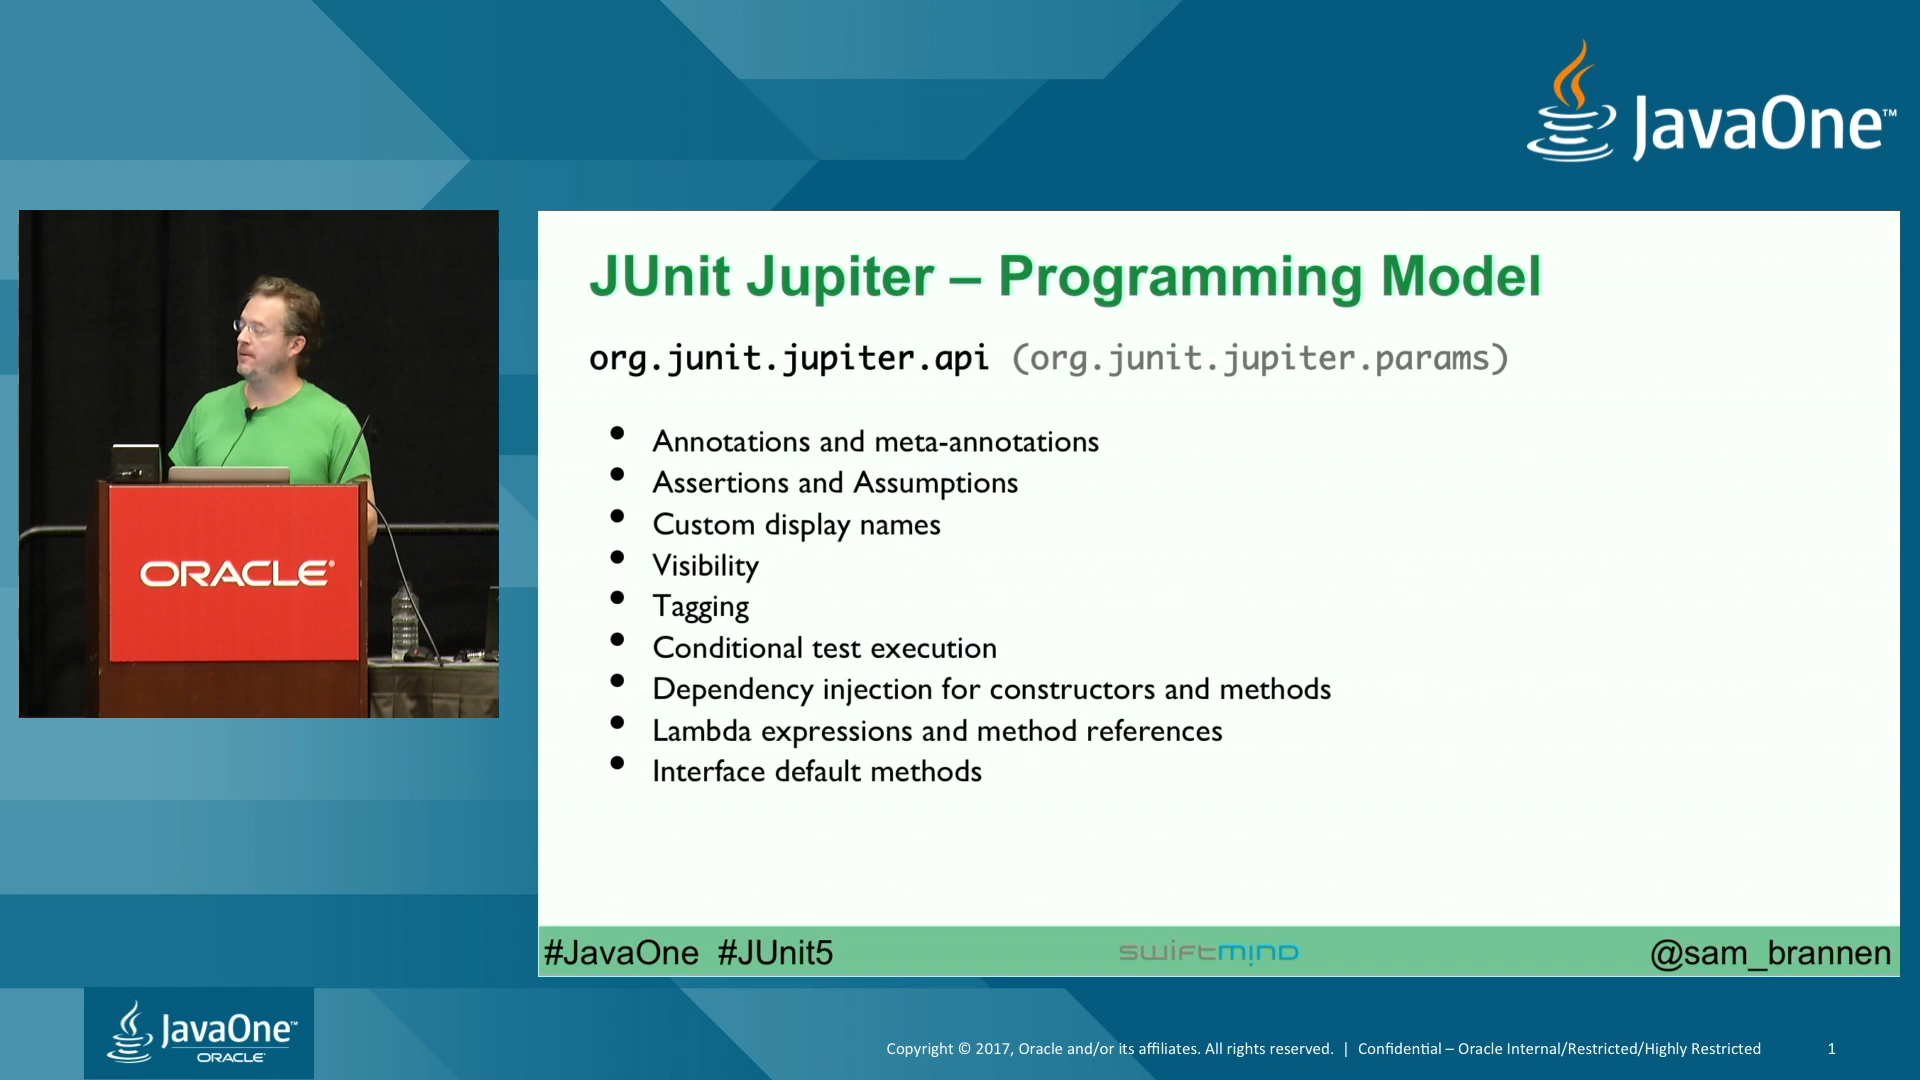 JavaOne™
JUnit Jupiter – Programming Model
org.junit.jupiter.api (org.junit.jupiter.params)
• Annotations and meta-annotations
• Assertions and Assumptions
• Custom display names
• Visibility
• Tagging
• Conditional test execution
• Dependency injection for constructors and methods
• Lambda expressions and method references
• Interface default methods
ORACLE®
#JavaOne #JUnit5
swiftmind
@sam_brannen
JavaOne™
ORACLE®
Copyright © 2017, Oracle and/or its affiliates. All rights reserved. | Confidential – Oracle Internal/Restricted/Highly Restricted 1